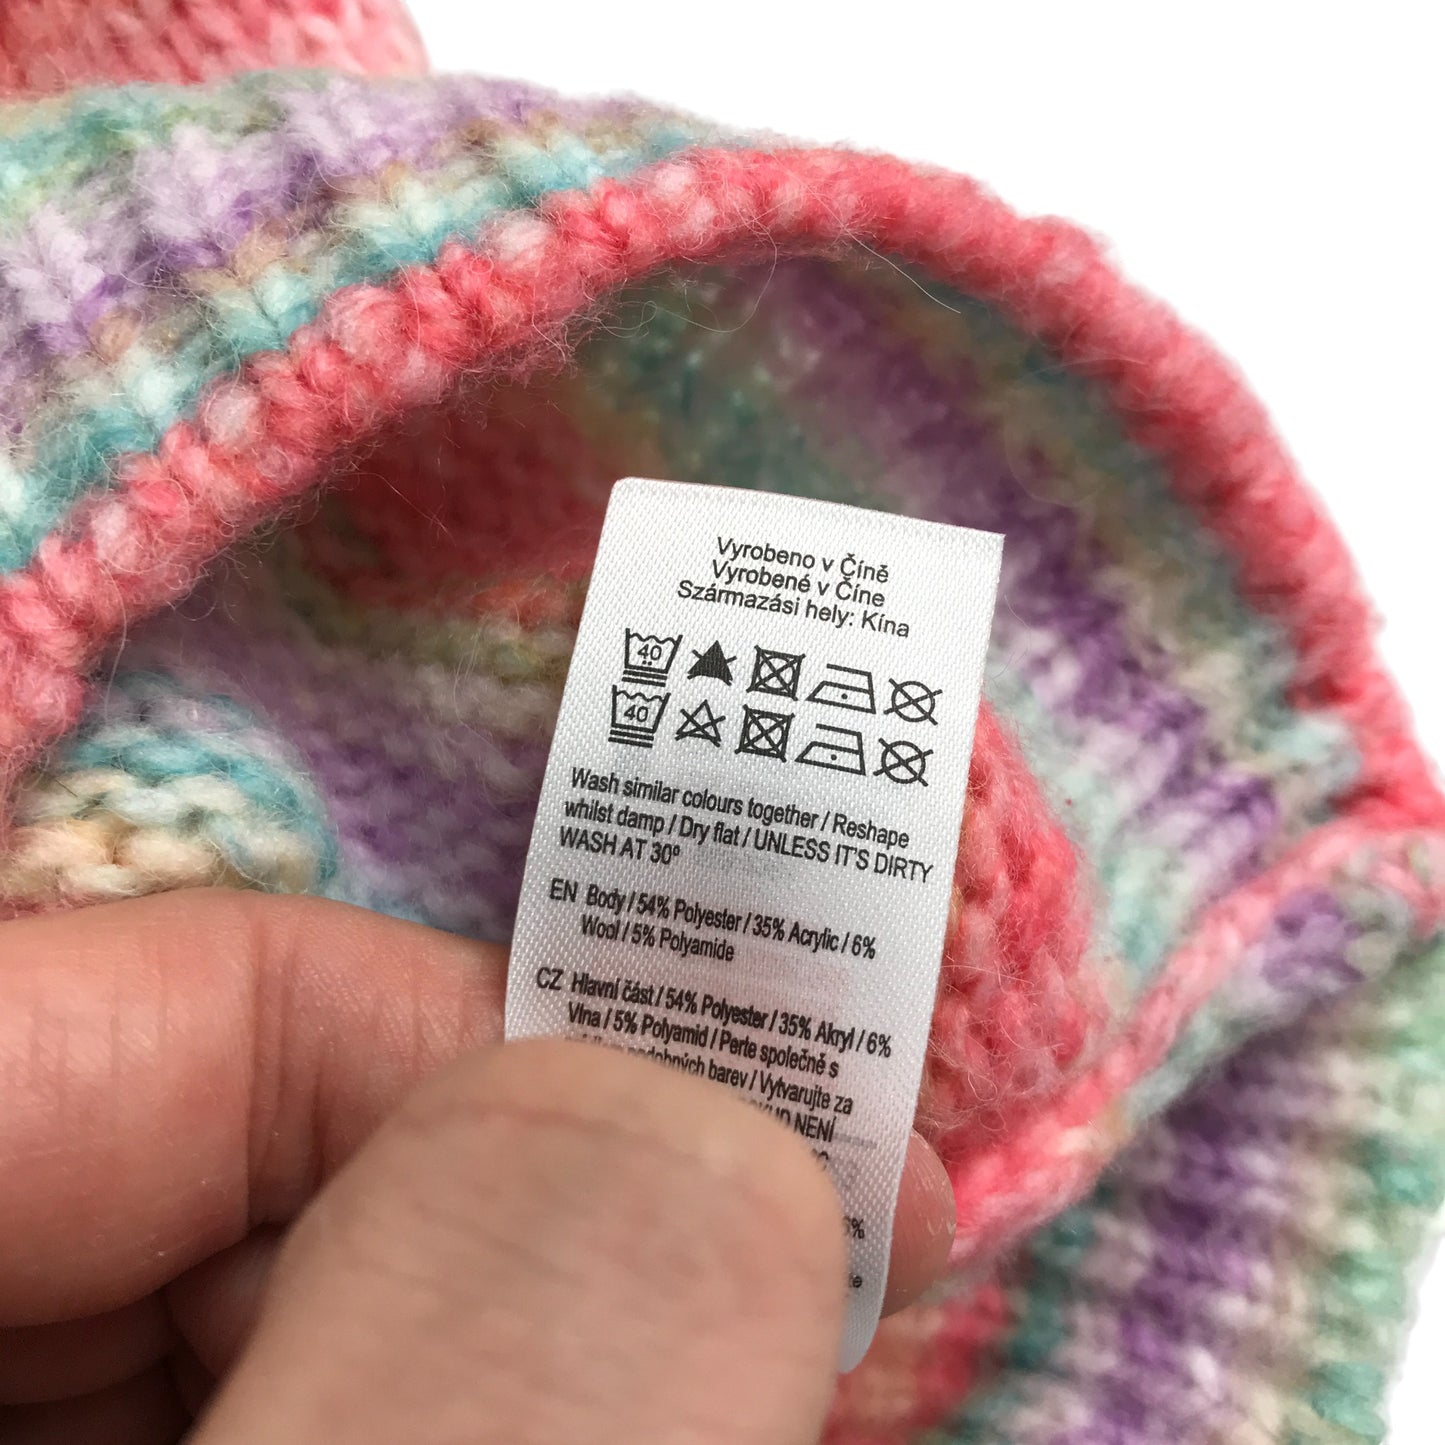 Vyrobeno v Číně
Vyrobené v Číne
Származási hely: Kína
40
40
Wash similar colours together / Reshape
whilst damp / Dry flat / UNLESS IT'S DIRTY
WASH AT 30º
EN Body / 54% Polyester / 35% Acrylic / 6%
Wool / 5% Polyamide
CZ Hlavní část / 54% Polyester / 35% Akryl / 6%
Vlna / 5% Polyamid / Perte společně s
podobných barev / Vytvarujte za
NENÍ